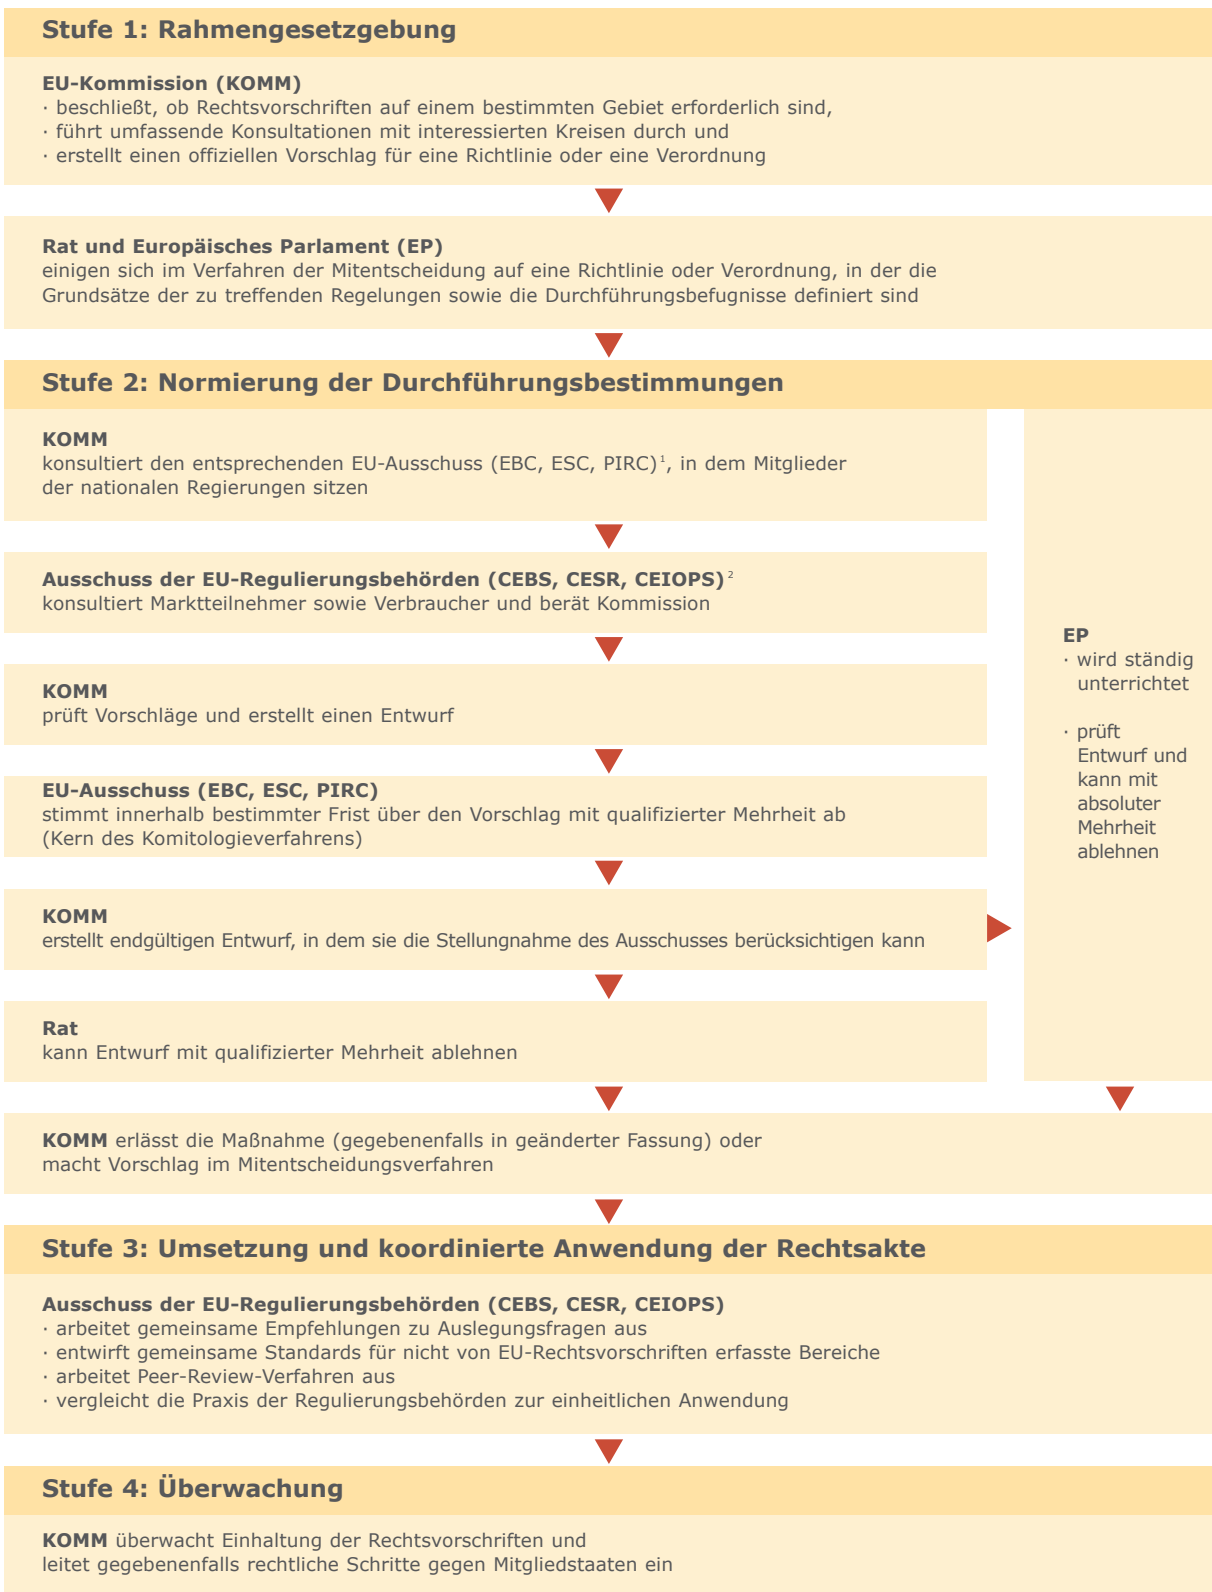 Stufe 1: Rahmengesetzgebung
EU-Kommission (KOMM)
· beschließt, ob Rechtsvorschriften auf einem bestimmten Gebiet erforderlich sind,
· führt umfassende Konsultationen mit interessierten Kreisen durch und
· erstellt einen offiziellen Vorschlag für eine Richtlinie oder eine Verordnung
Rat und Europäisches Parlament (EP)
einigen sich im Verfahren der Mitentscheidung auf eine Richtlinie oder Verordnung, in der die
Grundsätze der zu treffenden Regelungen sowie die Durchführungsbefugnisse definiert sind
Stufe 2: Normierung der Durchführungsbestimmungen
KOMM
konsultiert den entsprechenden EU-Ausschuss (EBC, ESC, PIRC)¹, in dem Mitglieder
der nationalen Regierungen sitzen
Ausschuss der EU-Regulierungsbehörden (CEBS, CESR, CEIOPS)²
konsultiert Marktteilnehmer sowie Verbraucher und berät Kommission
KOMM
prüft Vorschläge und erstellt einen Entwurf
EU-Ausschuss (EBC, ESC, PIRC)
stimmt innerhalb bestimmter Frist über den Vorschlag mit qualifizierter Mehrheit ab
(Kern des Komitologieverfahrens)
KOMM
erstellt endgültigen Entwurf, in dem sie die Stellungnahme des Ausschusses berücksichtigen kann
Rat
kann Entwurf mit qualifizierter Mehrheit ablehnen
EP
· wird ständig
unterrichtet
· prüft
Entwurf und
kann mit
absoluter
Mehrheit
ablehnen
KOMM erlässt die Maßnahme (gegebenenfalls in geänderter Fassung) oder
macht Vorschlag im Mitentscheidungsverfahren
Stufe 3: Umsetzung und koordinierte Anwendung der Rechtsakte
Ausschuss der EU-Regulierungsbehörden (CEBS, CESR, CEIOPS)
· arbeitet gemeinsame Empfehlungen zu Auslegungsfragen aus
· entwirft gemeinsame Standards für nicht von EU-Rechtsvorschriften erfasste Bereiche
· arbeitet Peer-Review-Verfahren aus
· vergleicht die Praxis der Regulierungsbehörden zur einheitlichen Anwendung
Stufe 4: Überwachung
KOMM überwacht Einhaltung der Rechtsvorschriften und
leitet gegebenenfalls rechtliche Schritte gegen Mitgliedstaaten ein